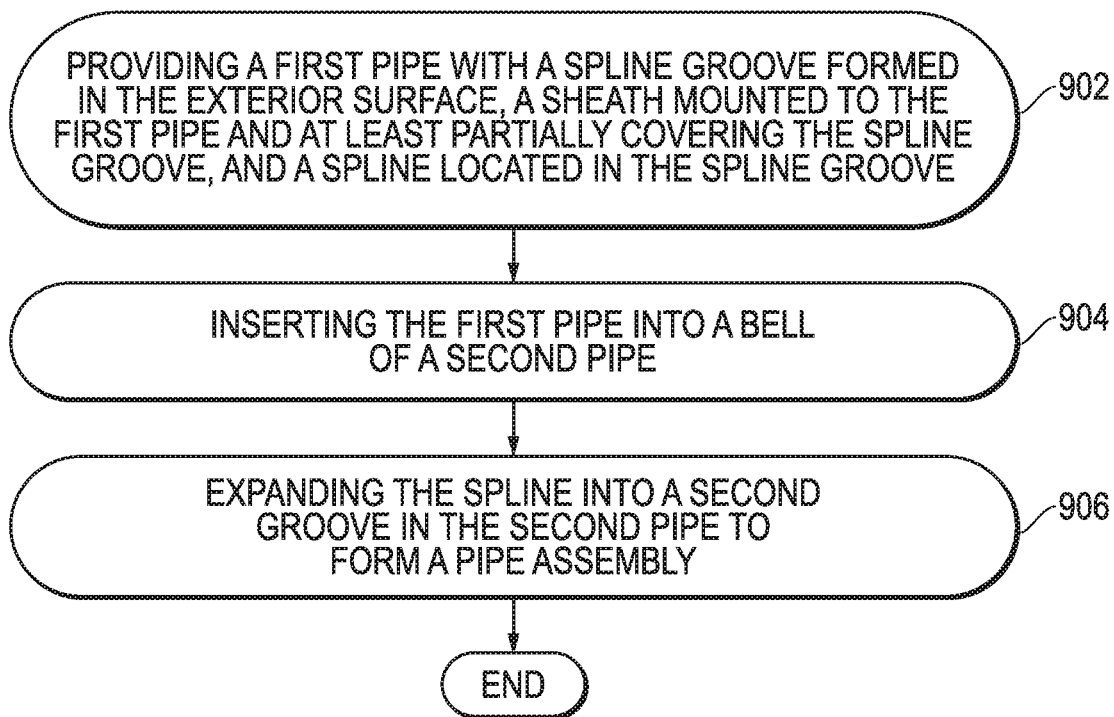 PROVIDING A FIRST PIPE WITH A SPLINE GROOVE FORMED
IN THE EXTERIOR SURFACE, A SHEATH MOUNTED TO THE
FIRST PIPE AND AT LEAST PARTIALLY COVERING THE SPLINE
GROOVE, AND A SPLINE LOCATED IN THE SPLINE GROOVE
902
INSERTING THE FIRST PIPE INTO A BELL
OF A SECOND PIPE
904
EXPANDING THE SPLINE INTO A SECOND
GROOVE IN THE SECOND PIPE TO
FORM A PIPE ASSEMBLY
906
END